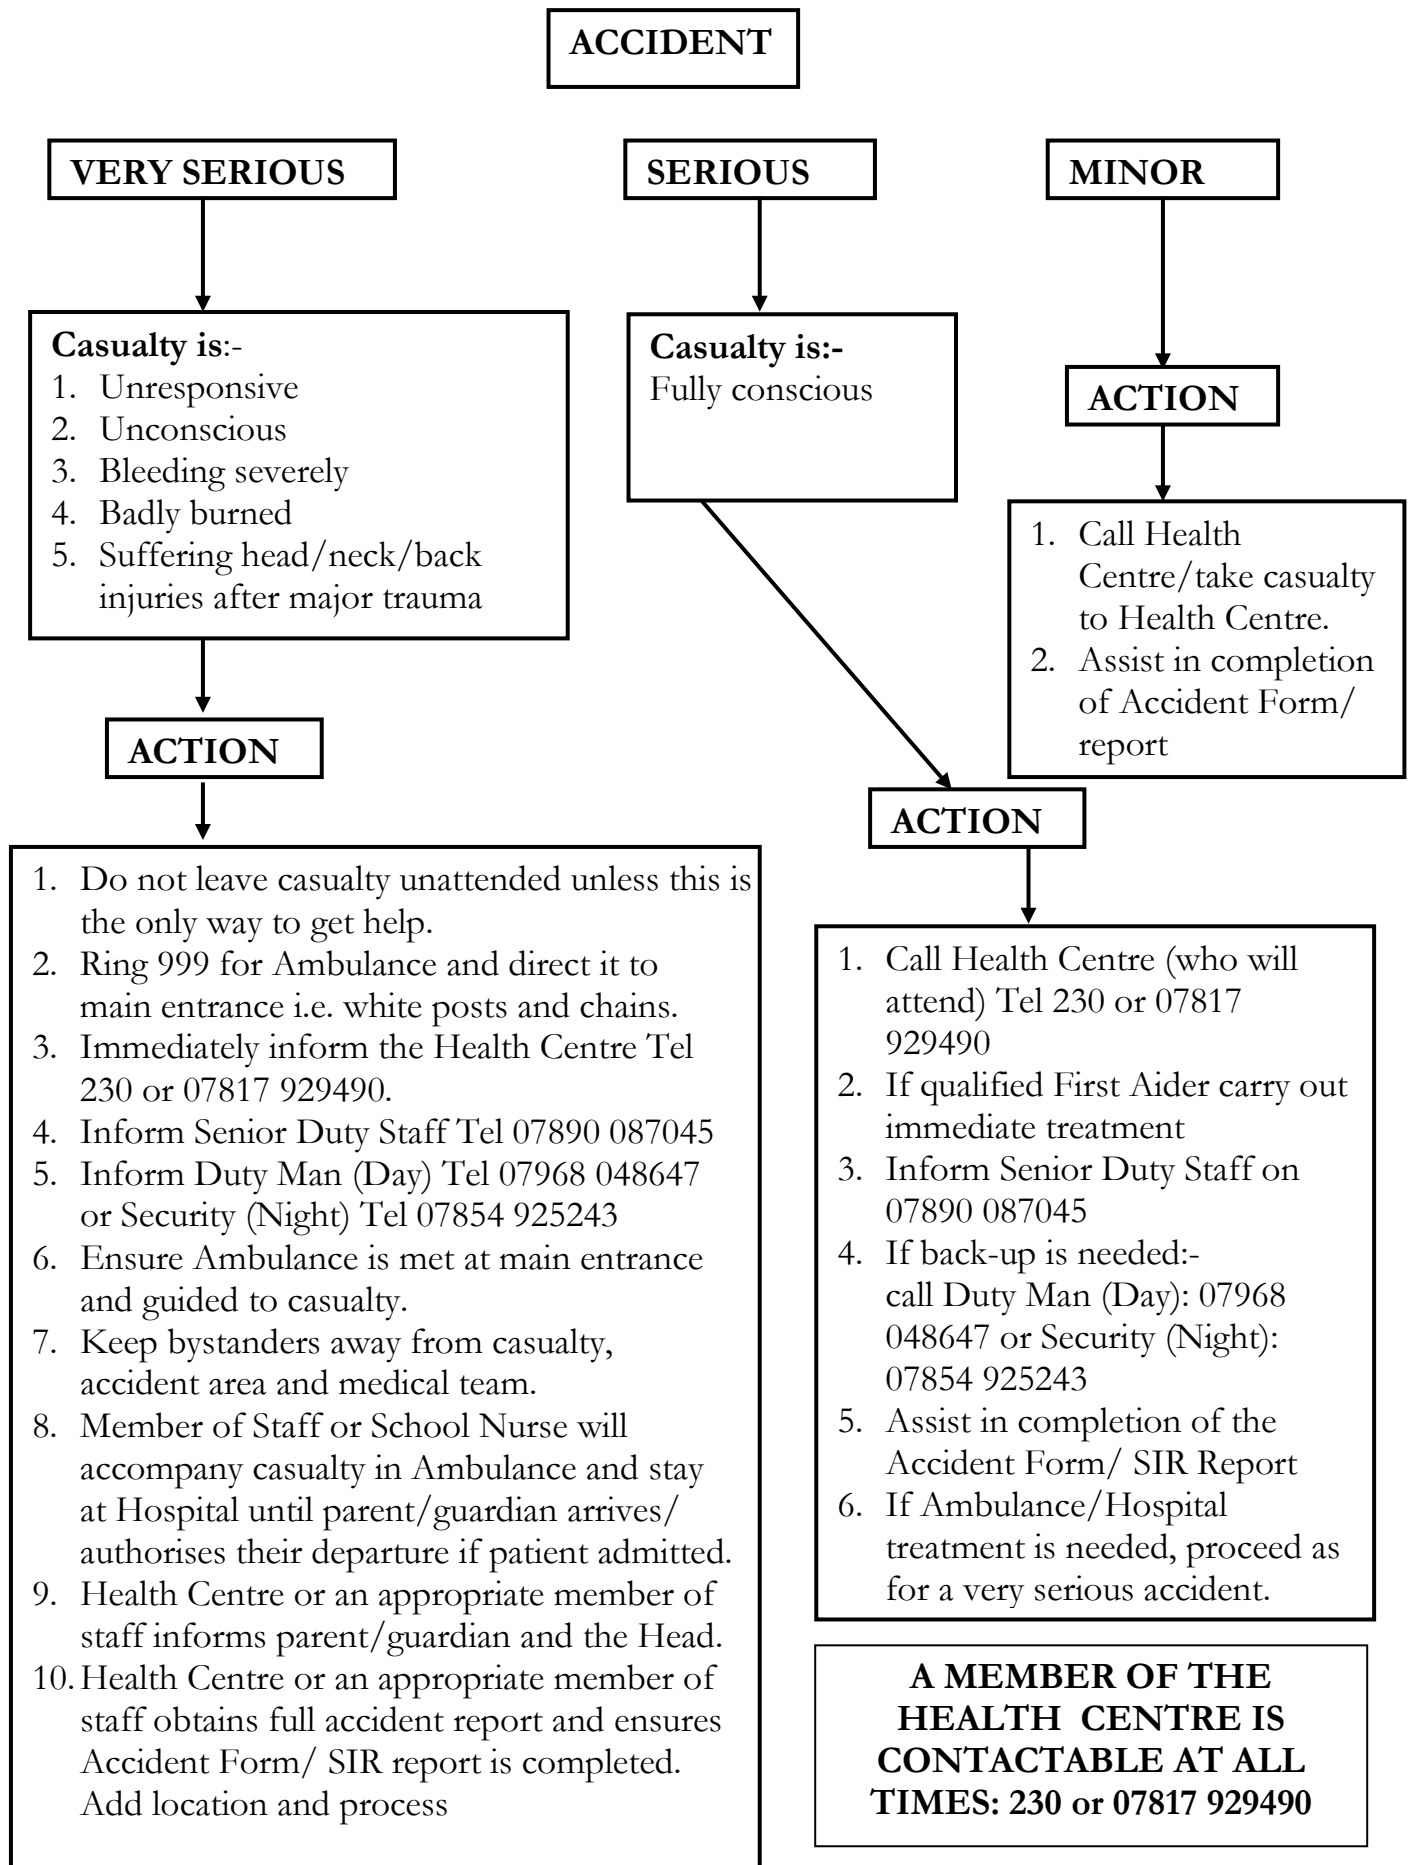 ACCIDENT
VERY SERIOUS
SERIOUS
MINOR
Casualty is:-
1. Unresponsive
2. Unconscious
3. Bleeding severely
4. Badly burned
5. Suffering head/neck/back
injuries after major trauma
Casualty is:-
Fully conscious
ACTION
1. Call Health
Centre/take casualty
to Health Centre.
2. Assist in completion
of Accident Form/
report
ACTION
1. Do not leave casualty unattended unless this is
the only way to get help.
2. Ring 999 for Ambulance and direct it to
main entrance i.e. white posts and chains.
3. Immediately inform the Health Centre Tel
230 or 07817 929490.
4. Inform Senior Duty Staff Tel 07890 087045
5. Inform Duty Man (Day) Tel 07968 048647
or Security (Night) Tel 07854 925243
6. Ensure Ambulance is met at main entrance
and guided to casualty.
7. Keep bystanders away from casualty,
accident area and medical team.
8. Member of Staff or School Nurse will
accompany casualty in Ambulance and stay
at Hospital until parent/guardian arrives/
authorises their departure if patient admitted.
9. Health Centre or an appropriate member of
staff informs parent/guardian and the Head.
10. Health Centre or an appropriate member of
staff obtains full accident report and ensures
Accident Form/ SIR report is completed.
Add location and process
ACTION
1. Call Health Centre (who will
attend) Tel 230 or 07817
929490
2. If qualified First Aider carry out
immediate treatment
3. Inform Senior Duty Staff on
07890 087045
4. If back-up is needed:-
call Duty Man (Day): 07968
048647 or Security (Night):
07854 925243
5. Assist in completion of the
Accident Form/ SIR Report
6. If Ambulance/Hospital
treatment is needed, proceed as
for a very serious accident.
A MEMBER OF THE
HEALTH CENTRE IS
CONTACTABLE AT ALL
TIMES: 230 or 07817 929490